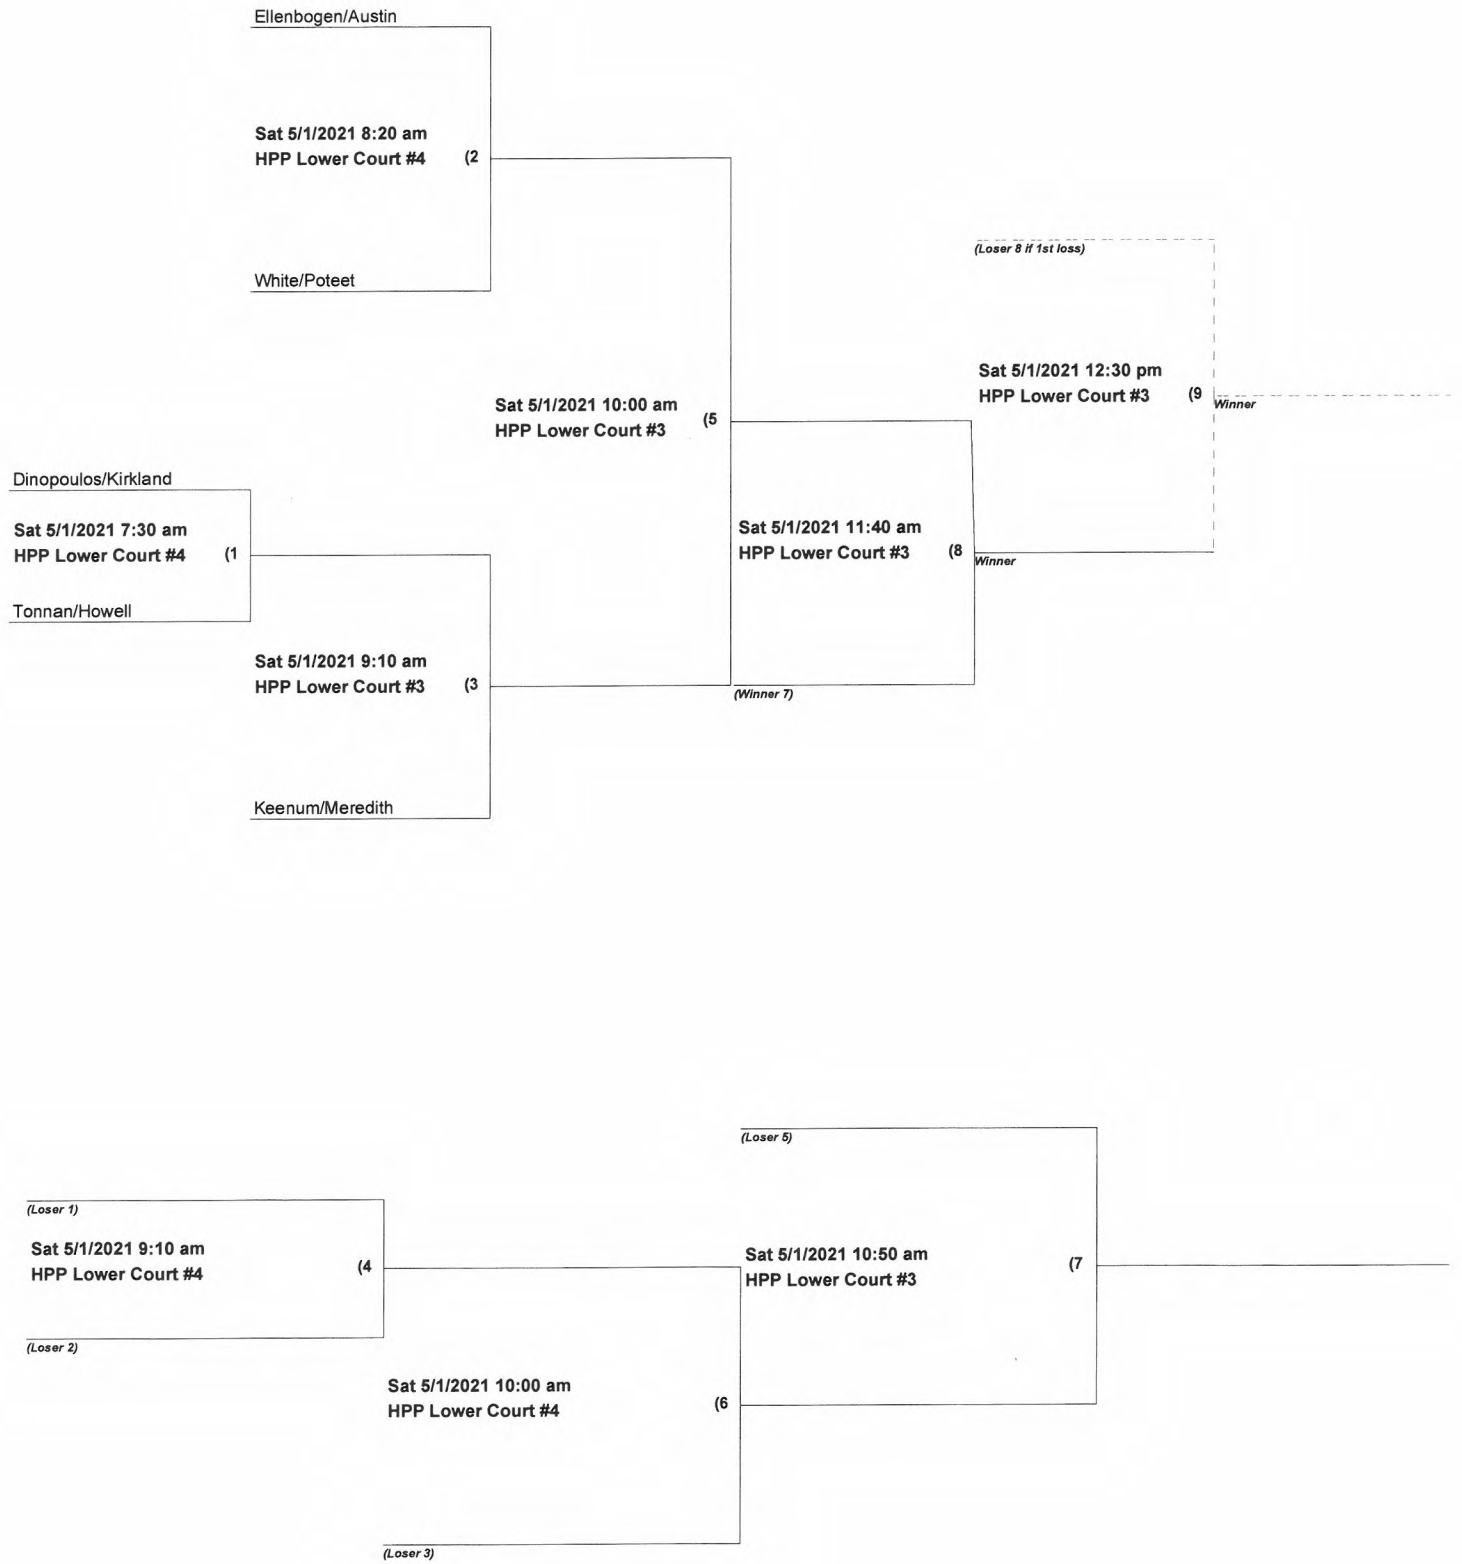 Ellenbogen/Austin
Sat 5/1/2021 8:20 am
HPP Lower Court #4 (2
White/Poteet
(Loser 8 if 1st loss)
Sat 5/1/2021 12:30 pm
HPP Lower Court #3 (9
Winner
Sat 5/1/2021 10:00 am
HPP Lower Court #3 (5
Dinopoulos/Kirkland
Sat 5/1/2021 7:30 am
HPP Lower Court #4 (1
Tonnan/Howell
Sat 5/1/2021 11:40 am
HPP Lower Court #3 (8
Winner
Sat 5/1/2021 9:10 am
HPP Lower Court #3 (3
(Winner 7)
Keenum/Meredith
(Loser 5)
(Loser 1)
Sat 5/1/2021 9:10 am
HPP Lower Court #4 (4
(Loser 2)
Sat 5/1/2021 10:50 am
HPP Lower Court #3 (7
Sat 5/1/2021 10:00 am
HPP Lower Court #4 (6
(Loser 3)